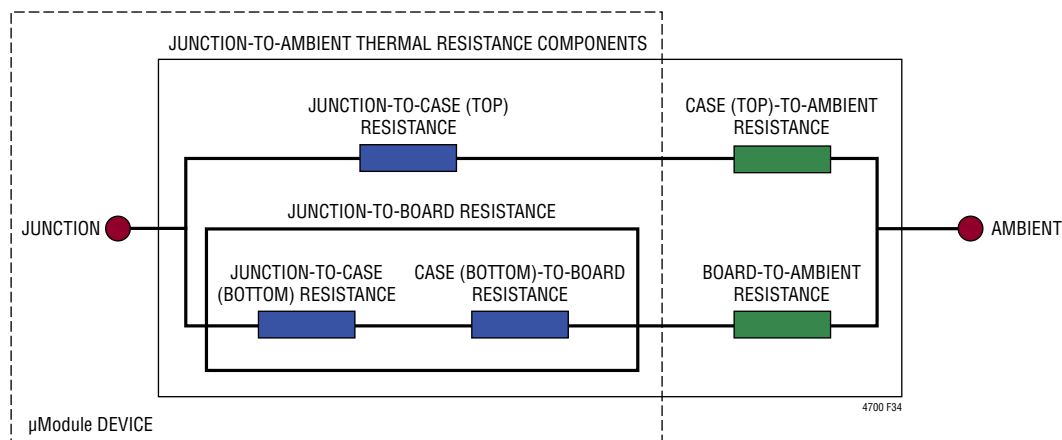 JUNCTION-TO-AMBIENT THERMAL RESISTANCE COMPONENTS
JUNCTION-TO-CASE (TOP)
RESISTANCE
CASE (TOP)-TO-AMBIENT
RESISTANCE
JUNCTION-TO-BOARD RESISTANCE
JUNCTION
AMBIENT
JUNCTION-TO-CASE
(BOTTOM) RESISTANCE
CASE (BOTTOM)-TO-BOARD
RESISTANCE
BOARD-TO-AMBIENT
RESISTANCE
4700 F34
µModule DEVICE